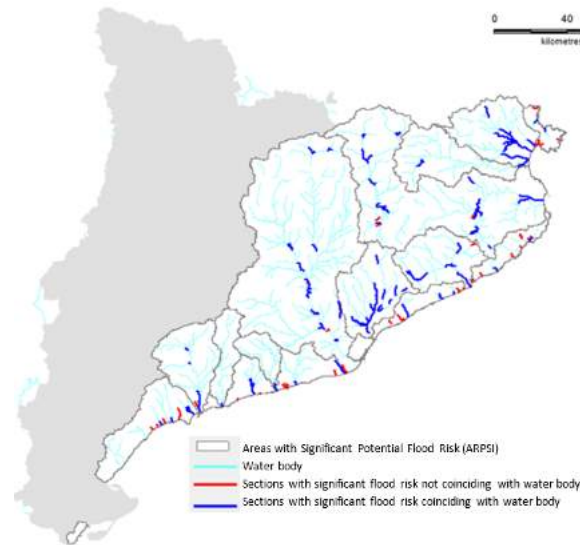 0 40
kilometres
Areas with Significant Potential Flood Risk (ARPSI)
Water body
Sections with significant flood risk not coinciding with water body
Sections with significant flood risk coinciding with water body